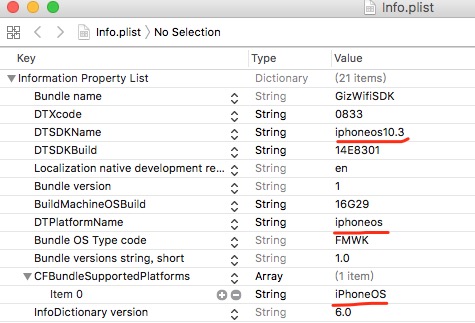 Info.plist
Info.plist No Selection
Key Type Value
Information Property List Dictionary (21 items)
Bundle name String GizWifiSDK
DTXcode String 0833
DTSDKName String iphoneos10.3
DTSDKBuild String 14E8301
Localization native development re... String en
Bundle version String 1
BuildMachineOSBuild String 16G29
DTPlatformName String iphoneos
Bundle OS Type code String FMWK
Bundle versions string, short String 1.0
CFBundleSupportedPlatforms Array (1 item)
Item 0 String iPhoneOS
InfoDictionary version String 6.0